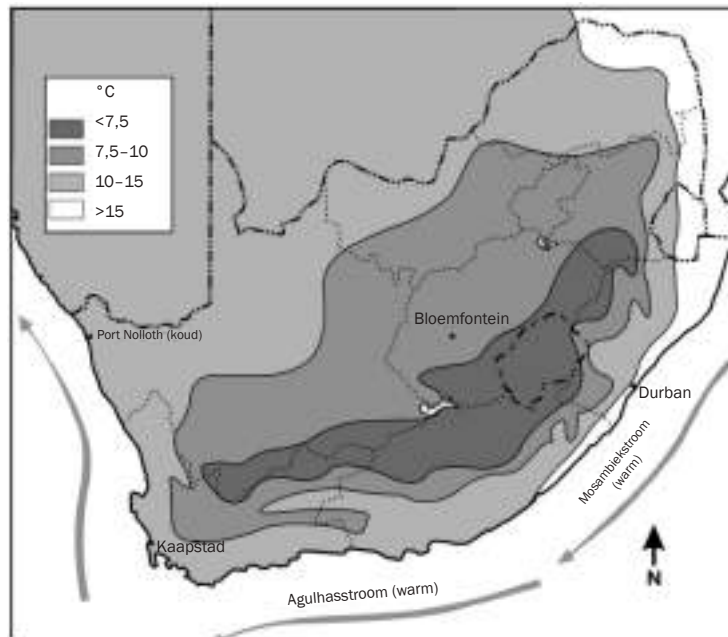 °C
<7,5
7,5–10
10–15
>15
Port Nolloth (koud)
Bloemfontein
Durban
Mosambiekstroom
(warm)
Kaapstad
Agulhasstroom (warm)
N